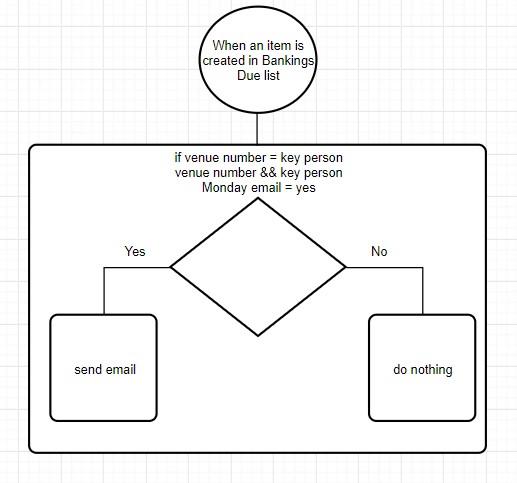 When an item is
created in Bankings
Due list
if venue number = key person
venue number && key person
Monday email = yes
Yes
No
send email
do nothing